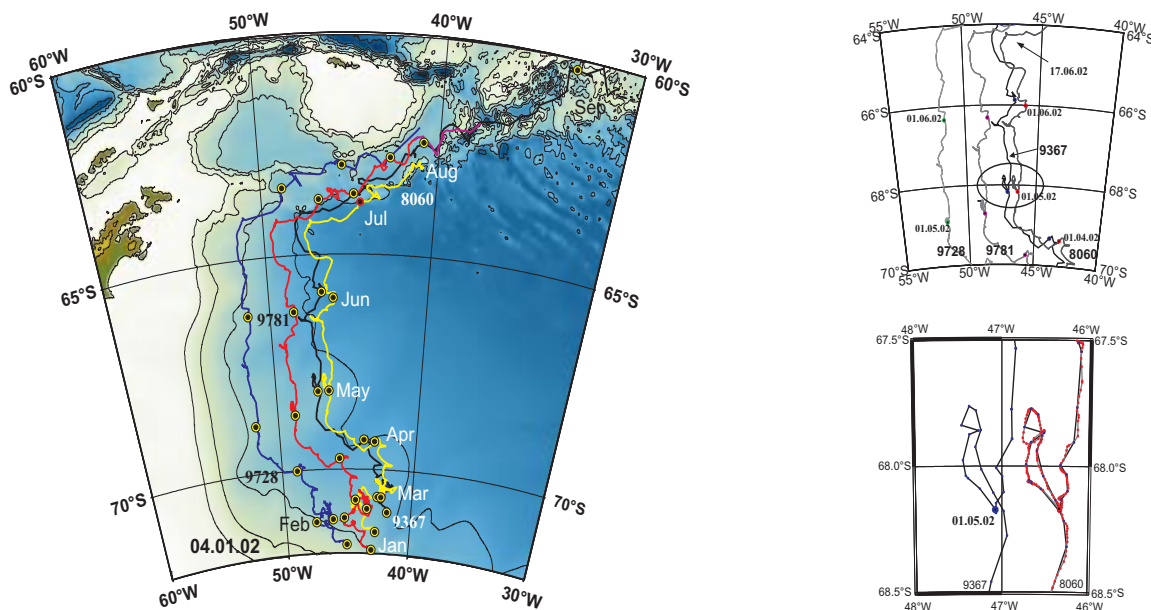 50°W
40°W
60°W
60°S
30°W
60°S
Sep
Aug
8060
Jul
65°S
65°S
Jun
9781
May
Apr
9728
70°S
Mar
70°S
9367
Feb
04.01.02
Jan
60°W
50°W
40°W
30°W
55°W
50°W
45°W
40°W
64°S
64°S
17.06.02
66°S
66°S
01.06.02
01.06.02
9367
68°S
68°S
01.05.02
01.05.02
01.04.02
9728
9781
8060
70°S
70°S
55°W
50°W
45°W
40°W
48°W
47°W
46°W
67.5°S
67.5°S
68.0°S
68.0°S
01.05.02
9367
8060
68.5°S
68.5°S
48°W
47°W
46°W